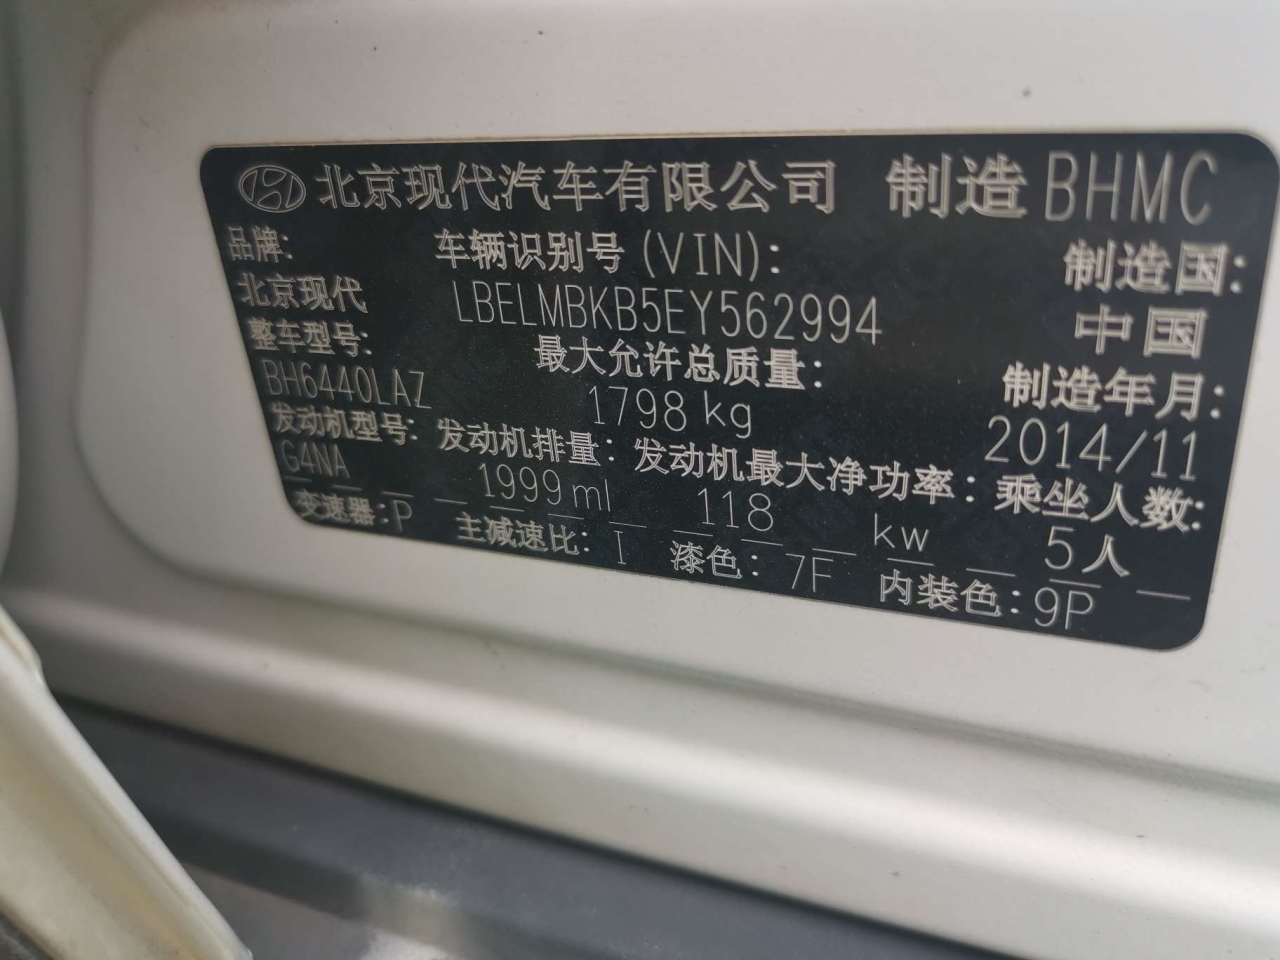 北京现代汽车有限公司 制造 BHMC
品牌: 车辆识别号(VIN): 制造国:
北京现代 LBELMBKB5EY562994 中国
整车型号: 最大允许总质量: 制造年月:
BH6440LAZ 1798 kg 2014/11
发动机型号: 发动机排量: 发动机最大净功率: 乘坐人数:
G4NA 1999 ml 118 kw 5人
变速器:P 主减速比: I 漆色: 7F 内装色:9P